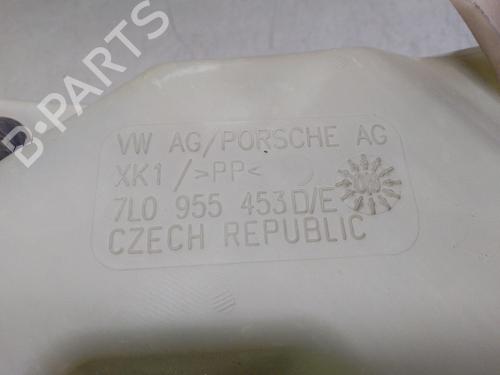 B-PARTS
VW AG/PORSCHE AG
XK1 / >PP<
7L0 955 453D/E
CZECH REPUBLIC